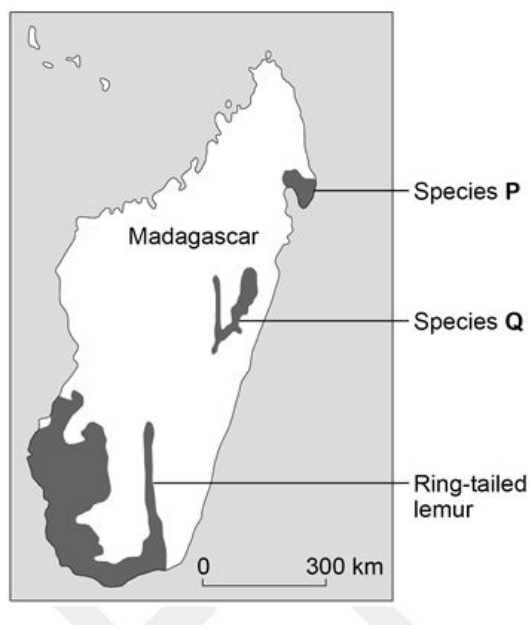 Species P
Madagascar
Species Q
Ring-tailed
lemur
0 300 km